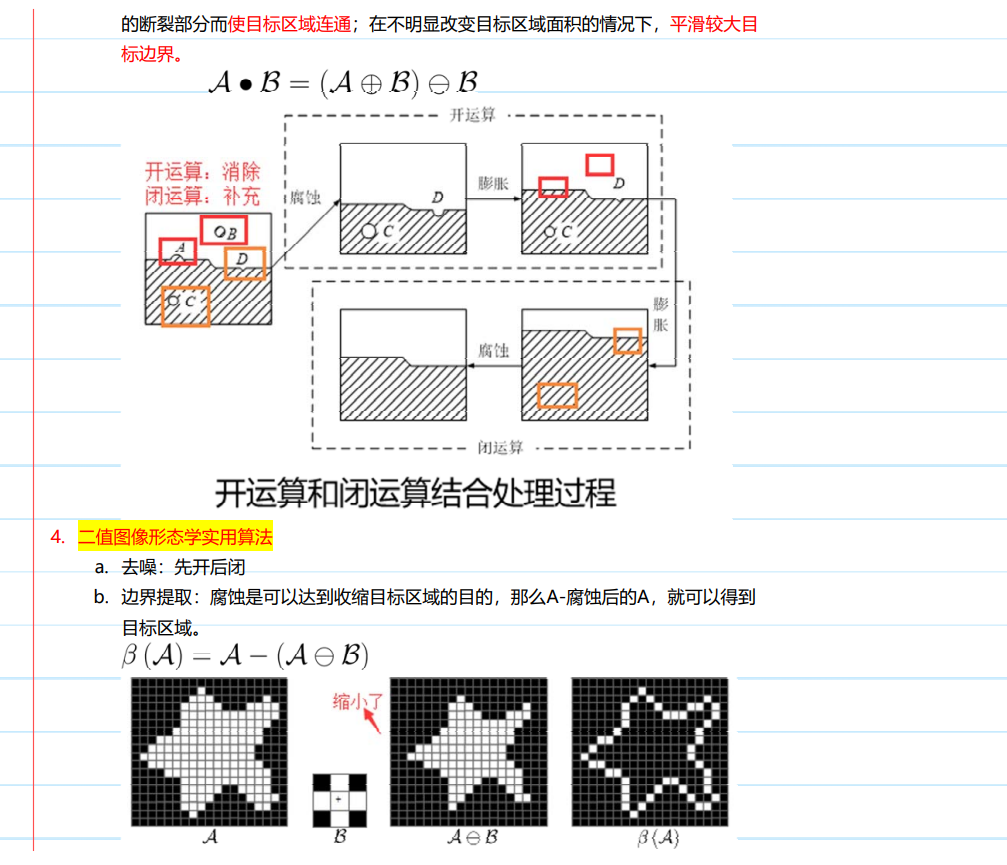 的断裂部分而使目标区域连通；在不明显改变目标区域面积的情况下，平滑较大目
标边界。
𝒜 • ℬ = (𝒜 ⊕ ℬ) ⊖ ℬ
开运算
开运算：消除
闭运算：补充
腐蚀
D
C
膨胀
D
C
B
A
D
C
膨
胀
腐蚀
闭运算
开运算和闭运算结合处理过程
4. 二值图像形态学实用算法
a. 去噪：先开后闭
b. 边界提取：腐蚀是可以达到收缩目标区域的目的，那么A-腐蚀后的A，就可以得到
目标区域。
β (𝒜) = 𝒜 − (𝒜 ⊖ ℬ)
缩小了
+
𝒜
ℬ
𝒜 ⊖ ℬ
β(𝒜)